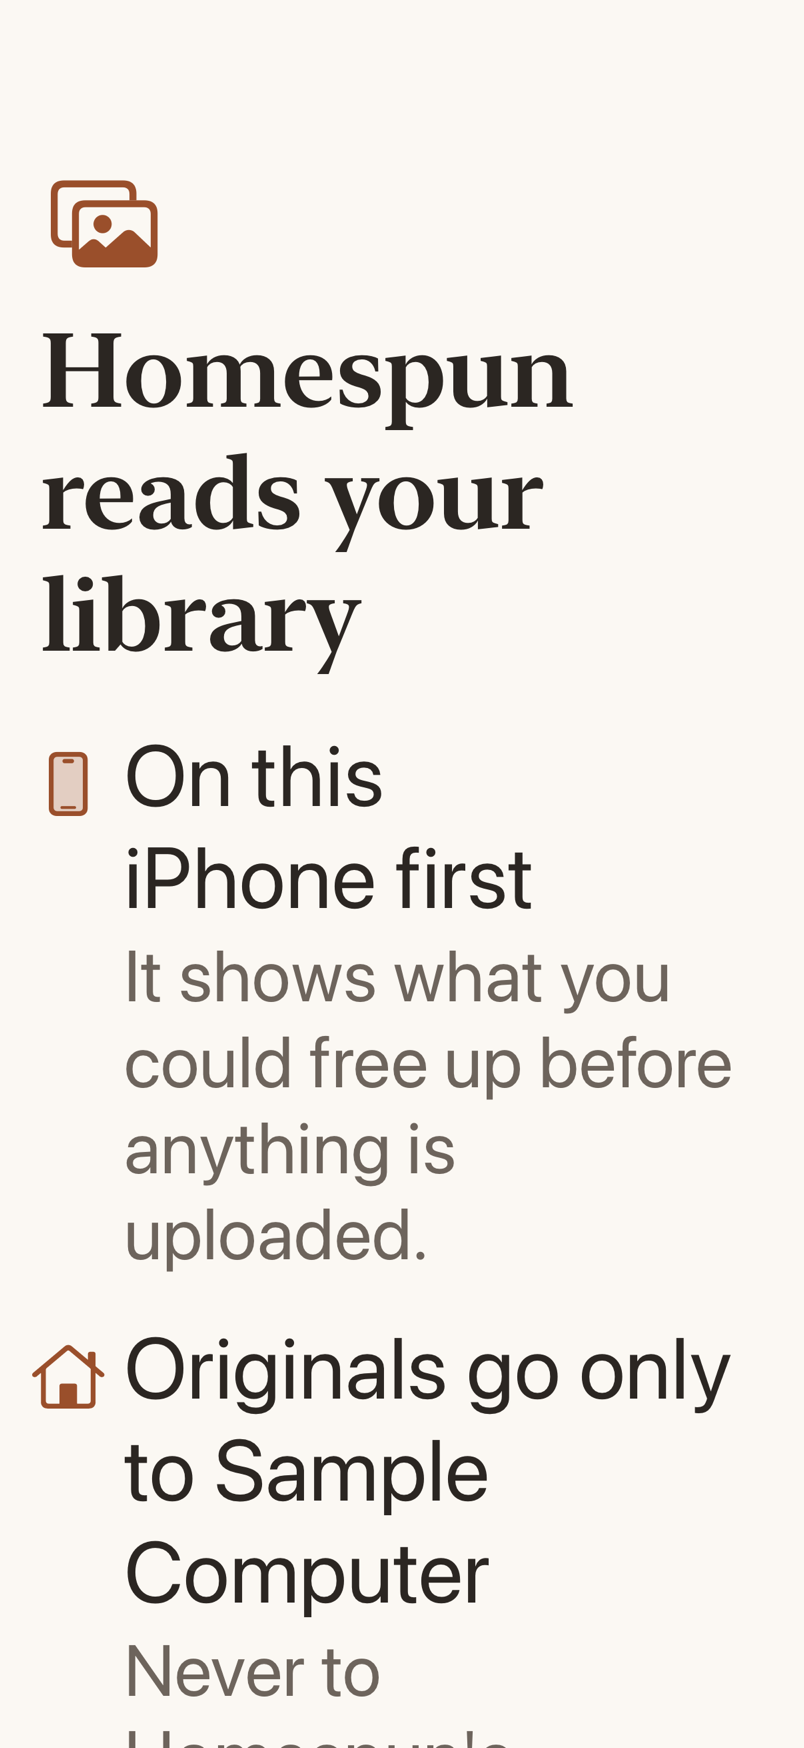 Homespun
reads your
library
On this
iPhone first
It shows what you
could free up before
anything is
uploaded.
Originals go only
to Sample
Computer
Never to
Homespun's